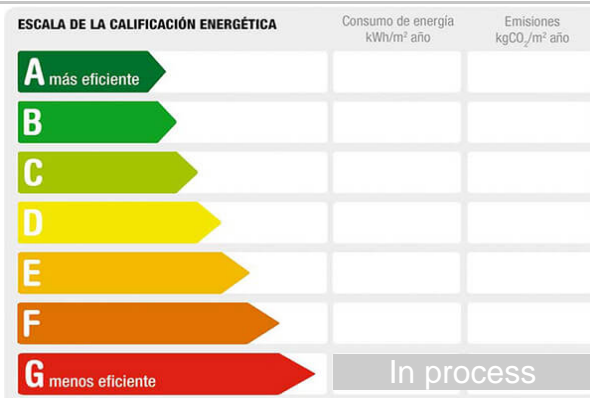 ESCALA DE LA CALIFICACIÓN ENERGÉTICA
Consumo de energía
kWh/m² año
Emisiones
kgCO₂/m² año
A más eficiente
B
C
D
E
F
G menos eficiente
In process